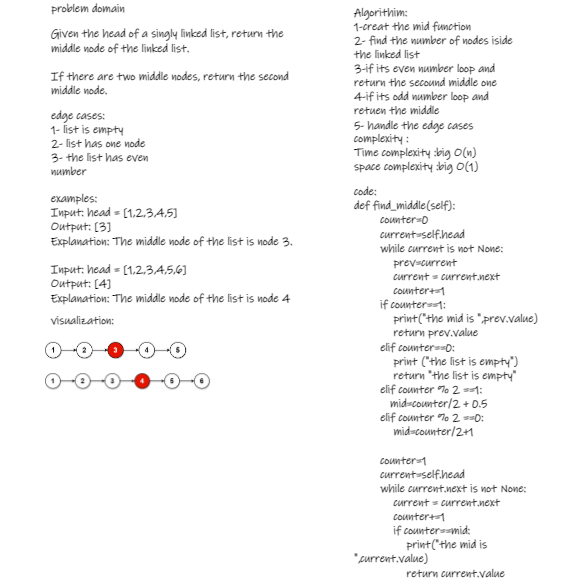 problem domain
Given the head of a singly linked list, return the
middle node of the linked list.
If there are two middle nodes, return the second
middle node.
edge cases:
1- list is empty
2- list has one node
3- the list has even
number
examples:
Input: head = [1,2,3,4,5]
Output: [3]
Explanation: The middle node of the list is node 3.
Input: head = [1,2,3,4,5,6]
Output: [4]
Explanation: The middle node of the list is node 4
visualization:
1 2 3 4 5
1 2 3 4 5 6
Algorithim:
1-creat the mid function
2- find the number of nodes iside
the linked list
3-if its even number loop and
return the secound middle one
4-if its odd number loop and
retuen the middle
5- handle the edge cases
complexity :
Time complexity :big O(n)
space complexity :big O(1)
code:
def find_middle(self):
counter=0
current=self.head
while current is not None:
prev=current
current = current.next
counter+=1
if counter==1:
print("the mid is ",prev.value)
return prev.value
elif counter==0:
print ("the list is empty")
return "the list is empty"
elif counter % 2 ==1:
mid=counter/2 + 0.5
elif counter % 2 ==0:
mid=counter/2+1
counter=1
current=self.head
while current.next is not None:
current = current.next
counter+=1
if counter==mid:
print("the mid is
",current.value)
return current.value